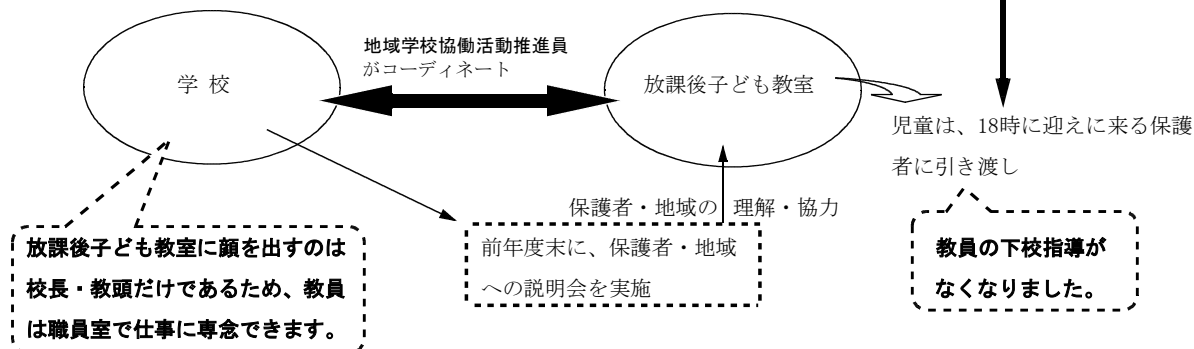 地域学校協働活動推進員
がコーディネート
学 校
放課後子ども教室
児童は、18時に迎えに来る保護
者に引き渡し
保護者・地域の 理解・協力
前年度末に、保護者・地域
への説明会を実施
放課後子ども教室に顔を出すのは
校長・教頭だけであるため、教員
は職員室で仕事に専念できます。
教員の下校指導が
なくなりました。